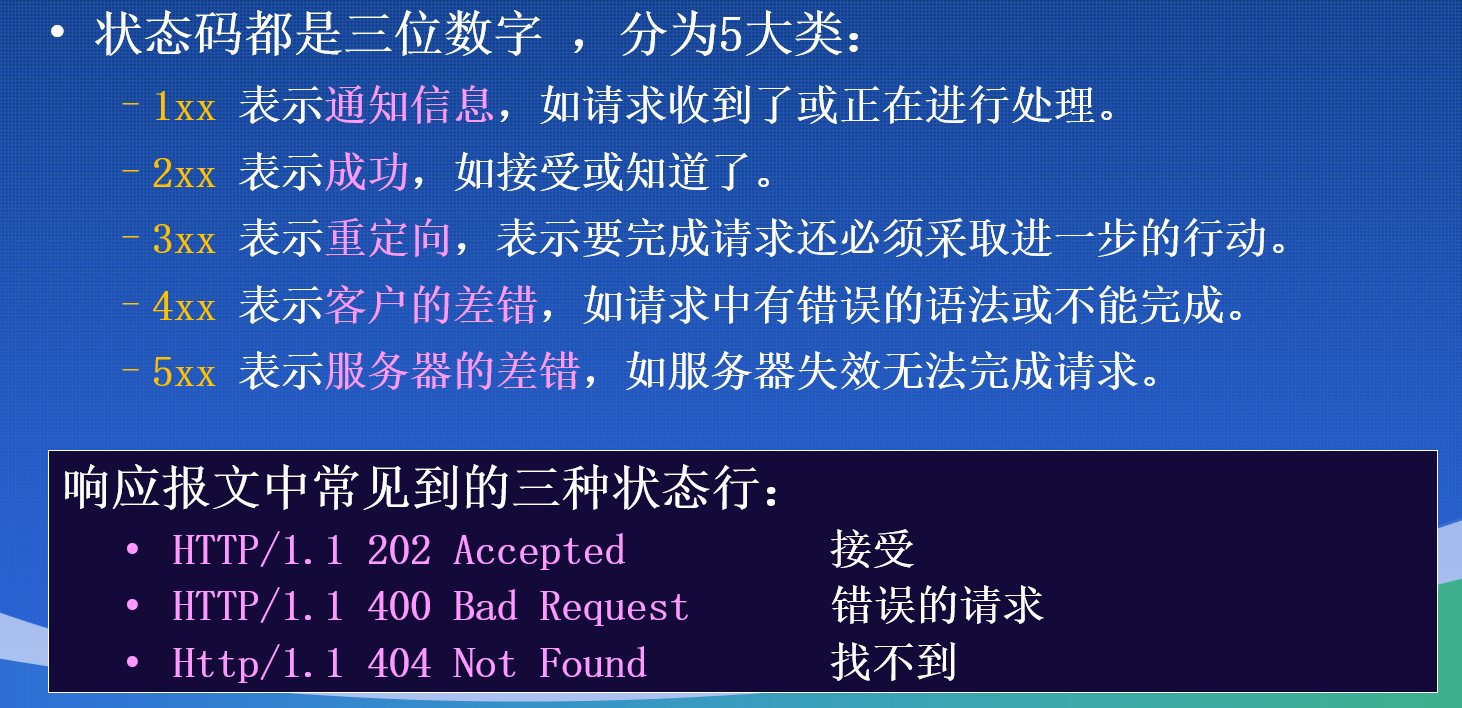 • 状态码都是三位数字 ，分为5大类：
– 1xx 表示通知信息，如请求收到了或正在进行处理。
– 2xx 表示成功，如接受或知道了。
– 3xx 表示重定向，表示要完成请求还必须采取进一步的行动。
– 4xx 表示客户的差错，如请求中有错误的语法或不能完成。
– 5xx 表示服务器的差错，如服务器失效无法完成请求。
响应报文中常见到的三种状态行：
• HTTP/1.1 202 Accepted 接受
• HTTP/1.1 400 Bad Request 错误的请求
• Http/1.1 404 Not Found 找不到